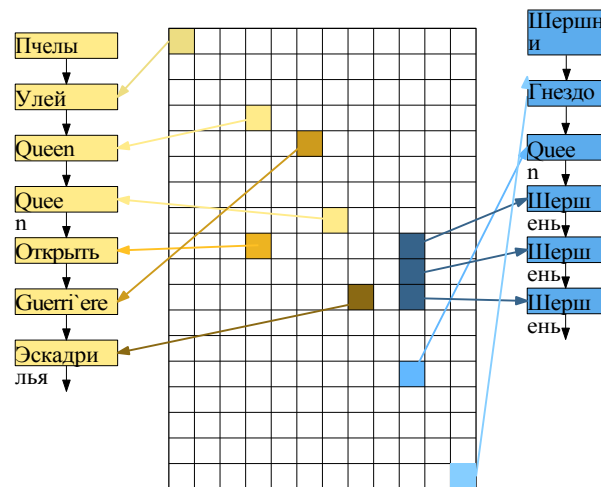 Пчелы
Улей
Queen
Quee
n
Открыть
Guerri`ere
Эскадри
лья
Шершн
и
Гнездо
Quee
n
Шерш
ень
Шерш
ень
Шерш
ень